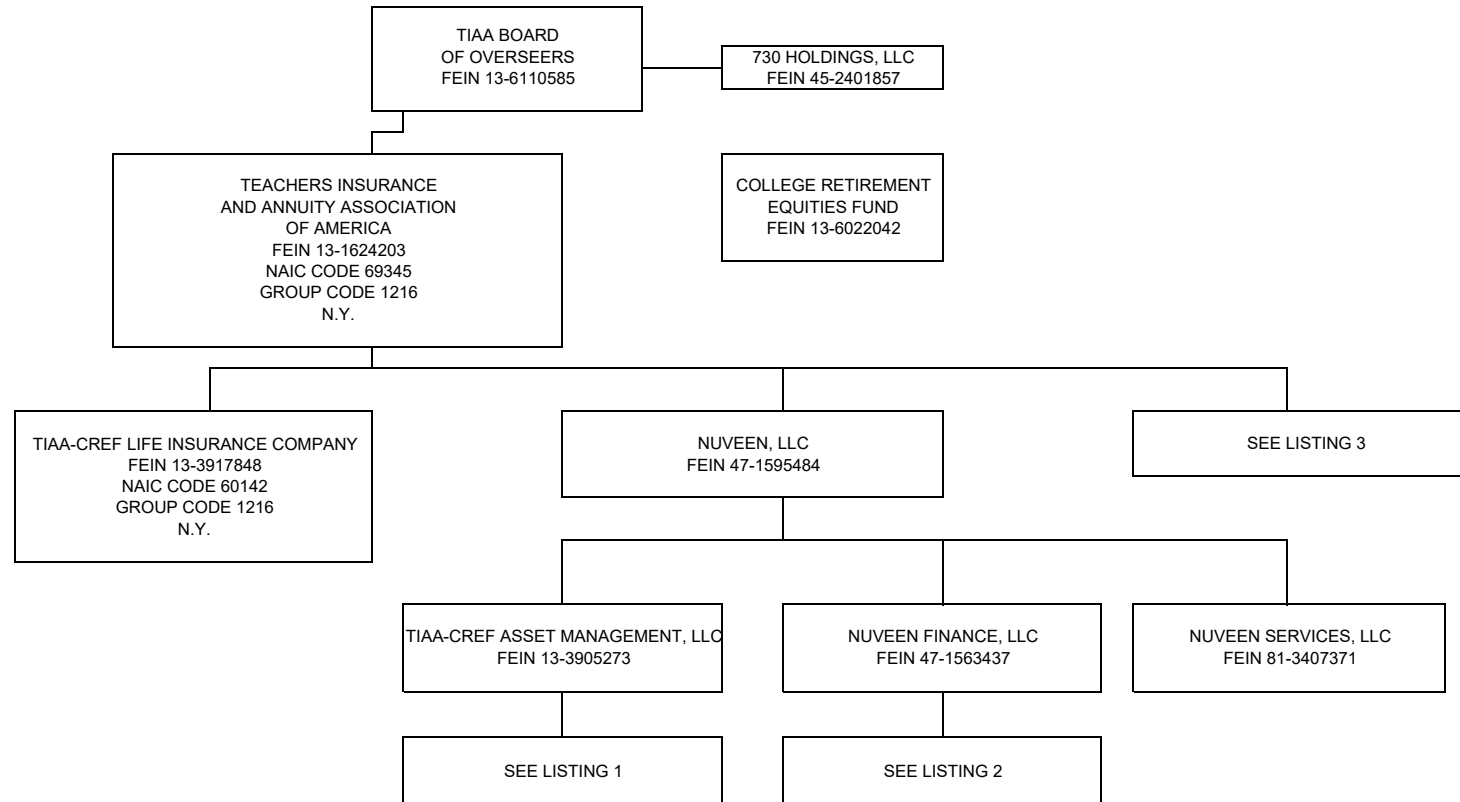 TIAA BOARD
OF OVERSEERS
FEIN 13-6110585
730 HOLDINGS, LLC
FEIN 45-2401857
TEACHERS INSURANCE
AND ANNUITY ASSOCIATION
OF AMERICA
FEIN 13-1624203
NAIC CODE 69345
GROUP CODE 1216
N.Y.
COLLEGE RETIREMENT
EQUITIES FUND
FEIN 13-6022042
TIAA-CREF LIFE INSURANCE COMPANY
FEIN 13-3917848
NAIC CODE 60142
GROUP CODE 1216
N.Y.
NUVEEN, LLC
FEIN 47-1595484
SEE LISTING 3
TIAA-CREF ASSET MANAGEMENT, LLC
FEIN 13-3905273
NUVEEN FINANCE, LLC
FEIN 47-1563437
NUVEEN SERVICES, LLC
FEIN 81-3407371
SEE LISTING 1
SEE LISTING 2